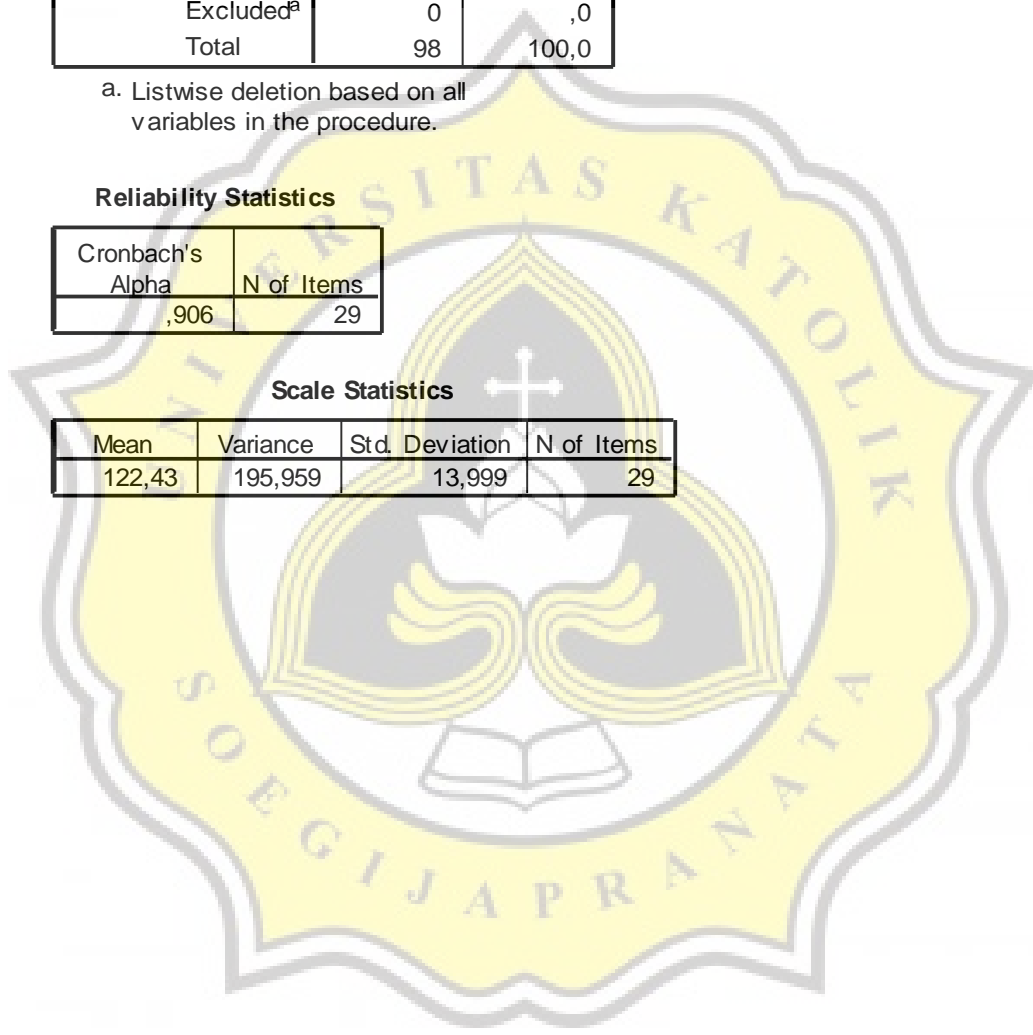 Excludedᵃ 0 ,0
Total 98 100,0
a. Listwise deletion based on all
variables in the procedure.
Reliability Statistics
Cronbach's
Alpha N of Items
,906 29
Scale Statistics
Mean Variance Std. Deviation N of Items
122,43 195,959 13,999 29
UNIVERSITAS KATOLIK
SOEGIJAPRANATA